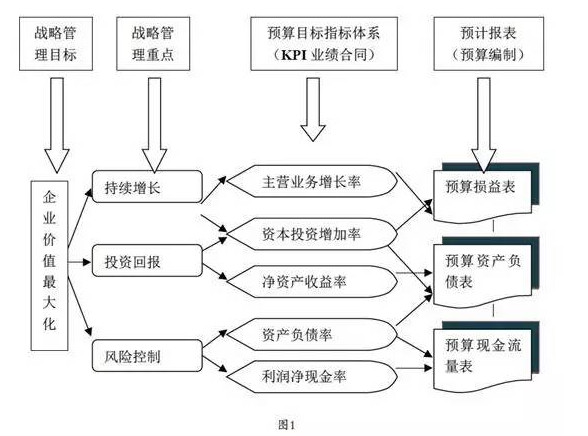 战略管
理目标
战略管
理重点
预算目标指标体系
（KPI 业绩合同）
预计报表
（预算编制）
企
业
价
值
最
大
化
持续增长
投资回报
风险控制
主营业务增长率
资本投资增加率
净资产收益率
资产负债率
利润净现金率
预算损益表
预算资产负
债表
预算现金流
量表
图1